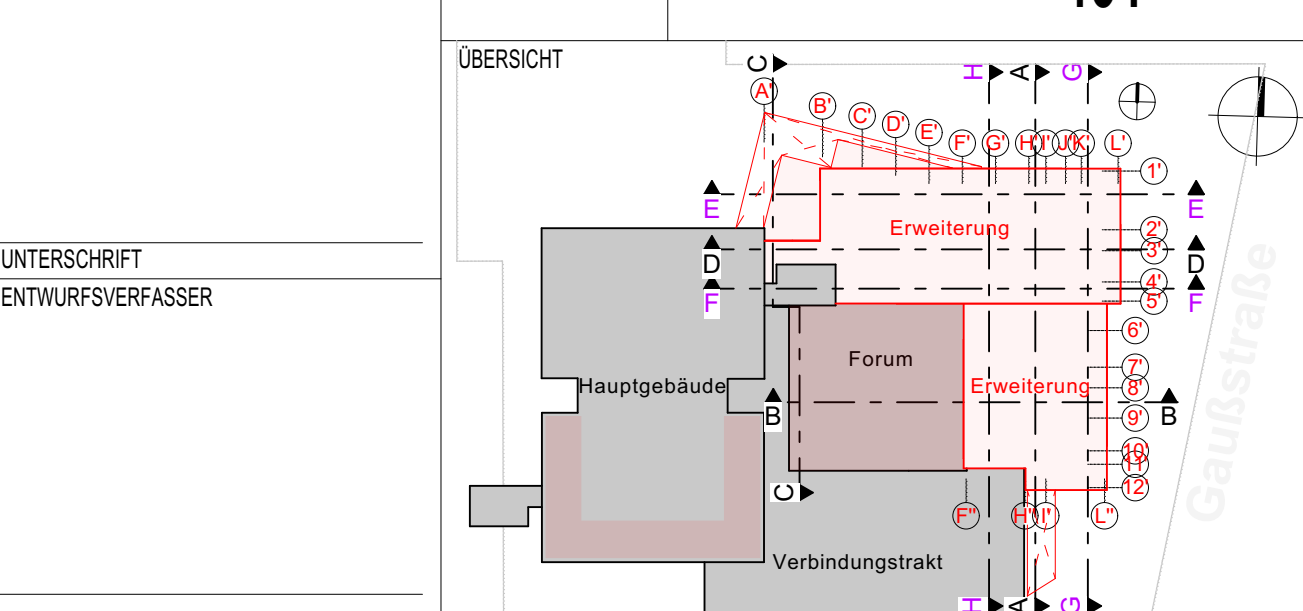 ÜBERSICHT
C H A G
A' B' C' D' E' F' G' H' I' J' K' L'
1'
E E
Erweiterung
2'
3'
D D
UNTERSCHRIFT
4'
F F
5'
ENTWURFSVERFASSER
6'
Gaußstraße
Forum
7'
Hauptgebäude
Erweiterung
8'
B B
9'
10'
11'
12'
C
F'' H' I' L''
Verbindungstrakt
H A G